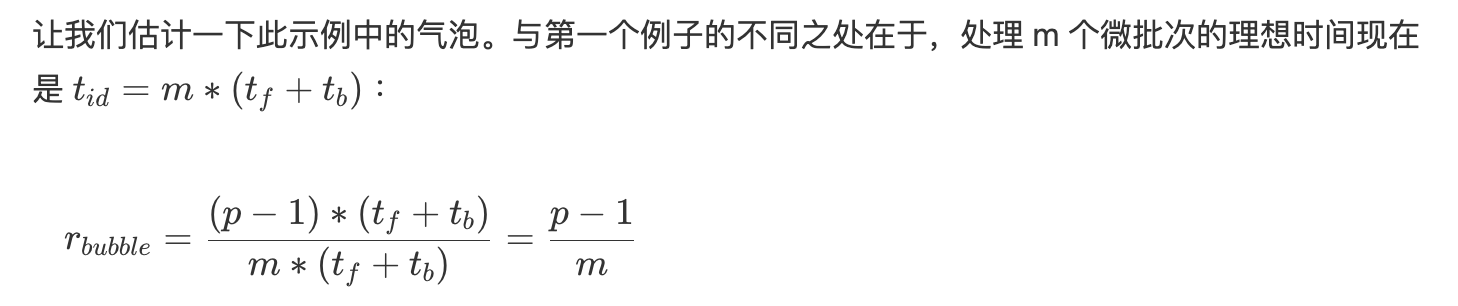 让我们估计一下此示例中的气泡。与第一个例子的不同之处在于，处理 m 个微批次的理想时间现在
是 $t_{id} = m * (t_f + t_b)$：
$r_{bubble} = \frac{(p-1)*(t_f+t_b)}{m*(t_f+t_b)} = \frac{p-1}{m}$